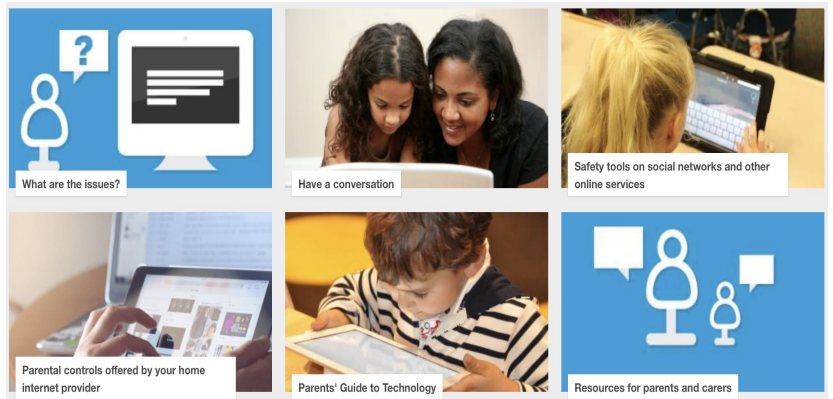 ?
What are the issues?
Have a conversation
Safety tools on social networks and other
online services
Parental controls offered by your home
internet provider
Parents' Guide to Technology
Resources for parents and carers